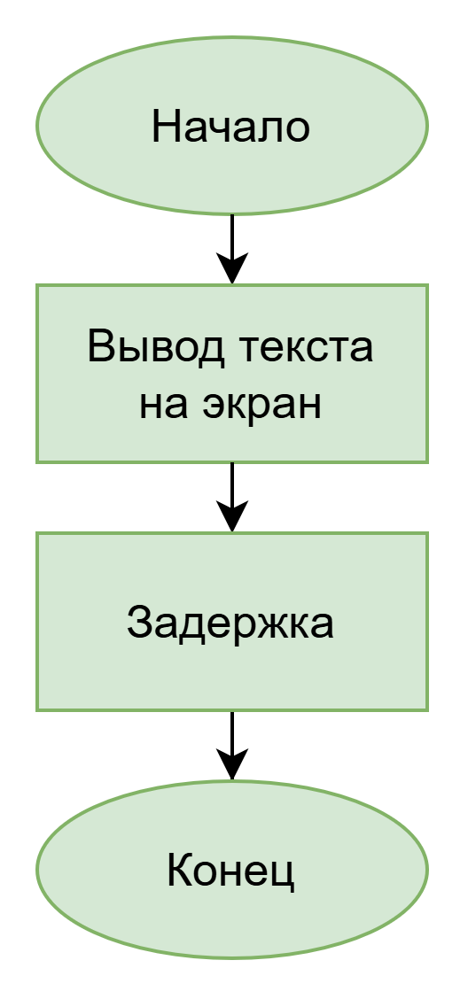 Начало
Вывод текста
на экран
Задержка
Конец